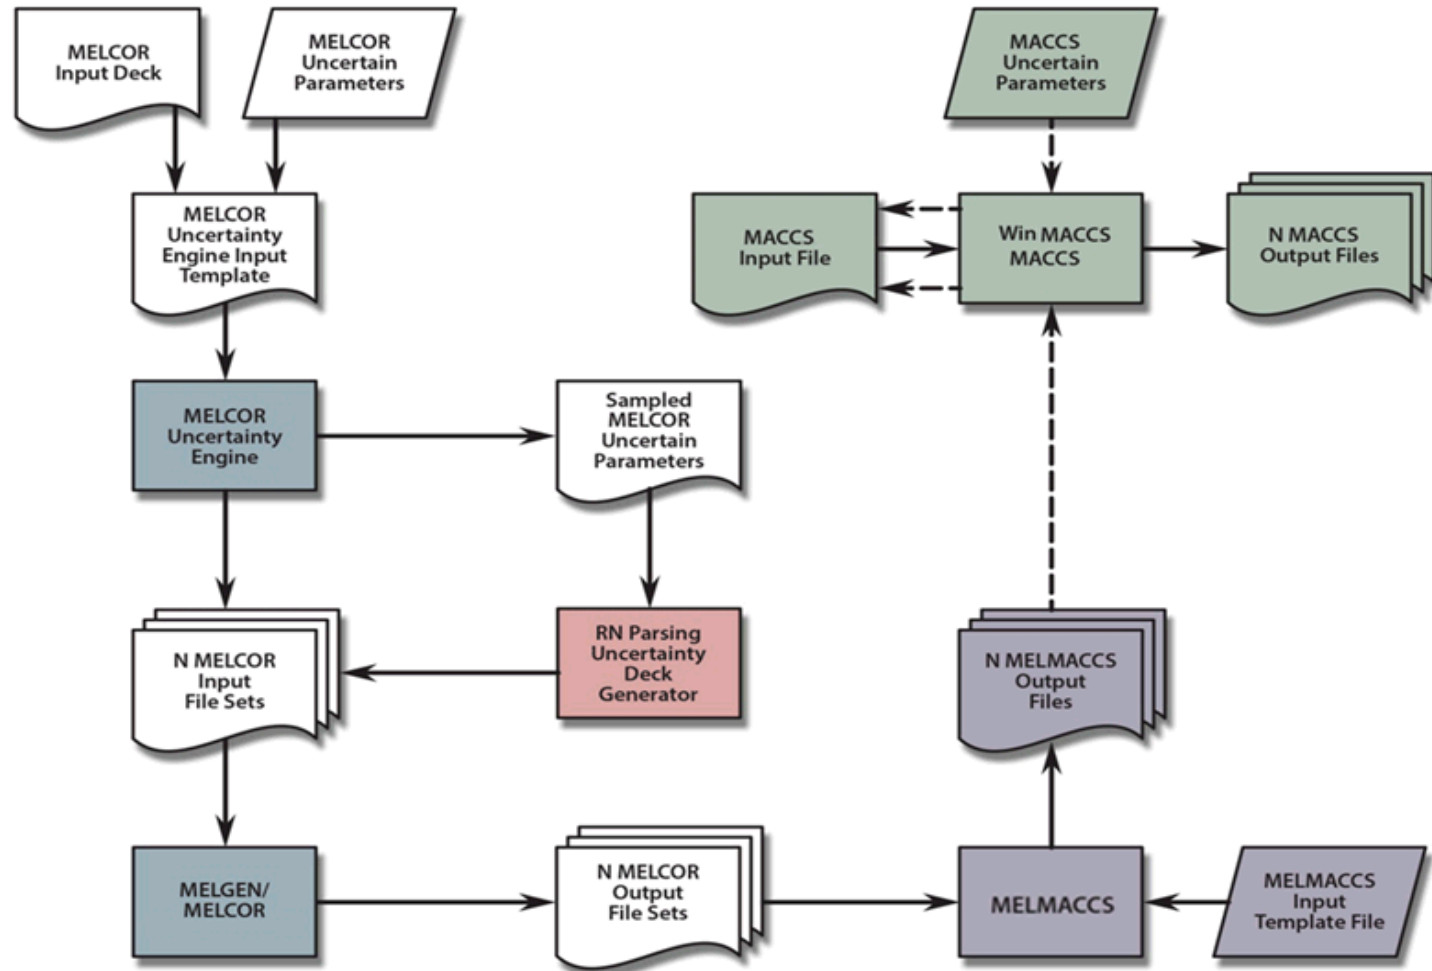 MELCOR
Input Deck
MELCOR
Uncertain
Parameters
MACCS
Uncertain
Parameters
MELCOR
Uncertainty
Engine Input
Template
MACCS
Input File
Win MACCS
MACCS
N MACCS
Output Files
MELCOR
Uncertainty
Engine
Sampled
MELCOR
Uncertain
Parameters
N MELCOR
Input
File Sets
RN Parsing
Uncertainty
Deck
Generator
N MELMACCS
Output
Files
MELGEN/
MELCOR
N MELCOR
Output
File Sets
MELMACCS
MELMACCS
Input
Template File